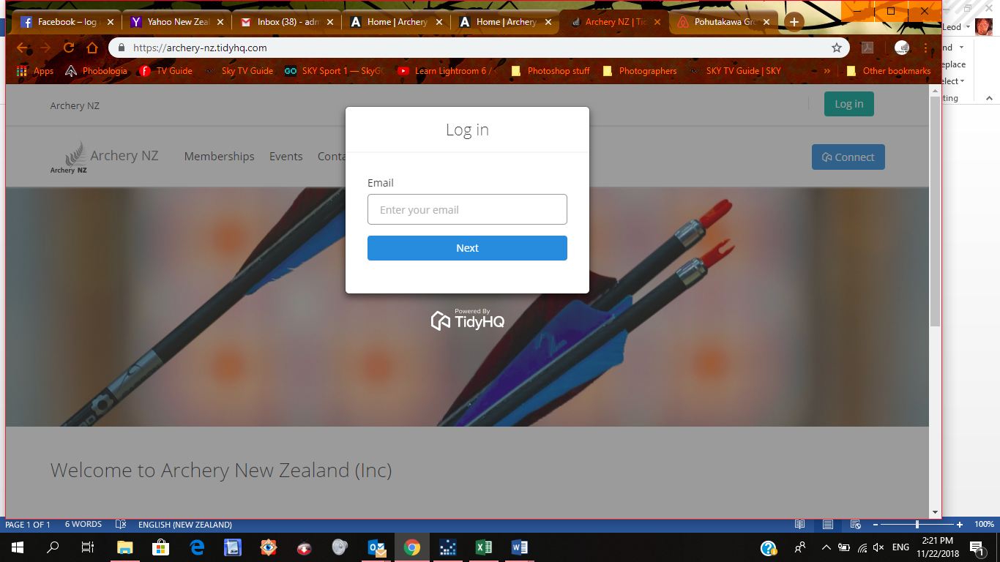 Facebook – log
Yahoo New Zeal
Inbox (38) - adm
Home | Archery
Home | Archery
Archery NZ | Ti
Pohutakawa Gr
Leod
https://archery-nz.tidyhq.com
nd
Apps
Phobologia
TV Guide
Sky TV Guide
GO
SKY Sport 1 — SkyG
Learn Lightroom 6 /
Photoshop stuff
Photographers
SKY TV Guide | SKY
»
Other bookmarks
eplace
elect
ting
Archery NZ
Log in
Log in
Archery NZ
Archery NZ
Memberships
Events
Conta
Connect
Email
Enter your email
Next
Powered By
TidyHQ
Welcome to Archery New Zealand (Inc)
PAGE 1 OF 1
6 WORDS
ENGLISH (NEW ZEALAND)
100%
ENG
2:21 PM
11/22/2018
1